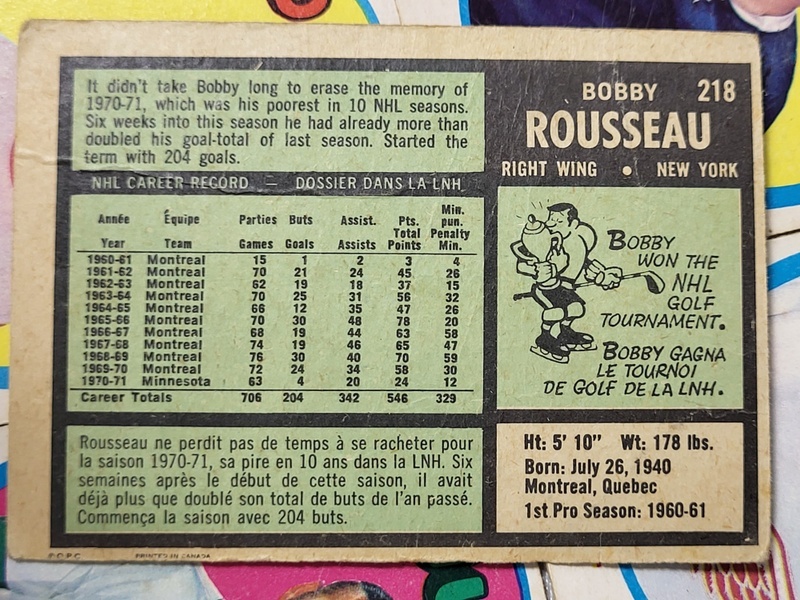 It didn't take Bobby long to erase the memory of
1970-71, which was his poorest in 10 NHL seasons.
Six weeks into this season he had already more than
doubled his goal-total of last season. Started the
term with 204 goals.
BOBBY 218
ROUSSEAU
RIGHT WING • NEW YORK
NHL CAREER RECORD — DOSSIER DANS LA LNH
Année Équipe Parties Buts Assist. Pts. Total Points Min. pun. Penalty Min.
Year Team Games Goals Assists
1960-61 Montreal 15 1 2 3 4
1961-62 Montreal 70 21 24 45 26
1962-63 Montreal 62 19 18 37 15
1963-64 Montreal 70 25 31 56 32
1964-65 Montreal 66 12 35 47 26
1965-66 Montreal 70 30 48 78 20
1966-67 Montreal 68 19 44 63 58
1967-68 Montreal 74 19 46 65 47
1968-69 Montreal 76 30 40 70 59
1969-70 Montreal 72 24 34 58 30
1970-71 Minnesota 63 4 20 24 12
Career Totals 706 204 342 546 329
BOBBY
WON THE
NHL
GOLF
TOURNAMENT.
BOBBY GAGNA
LE TOURNOI
DE GOLF DE LA LNH.
Rousseau ne perdit pas de temps à se racheter pour
la saison 1970-71, sa pire en 10 ans dans la LNH. Six
semaines après le début de cette saison, il avait
déjà plus que doublé son total de buts de l'an passé.
Commença la saison avec 204 buts.
Ht: 5' 10" Wt: 178 lbs.
Born: July 26, 1940
Montreal, Quebec
1st Pro Season: 1960-61
PRINTED IN CANADA